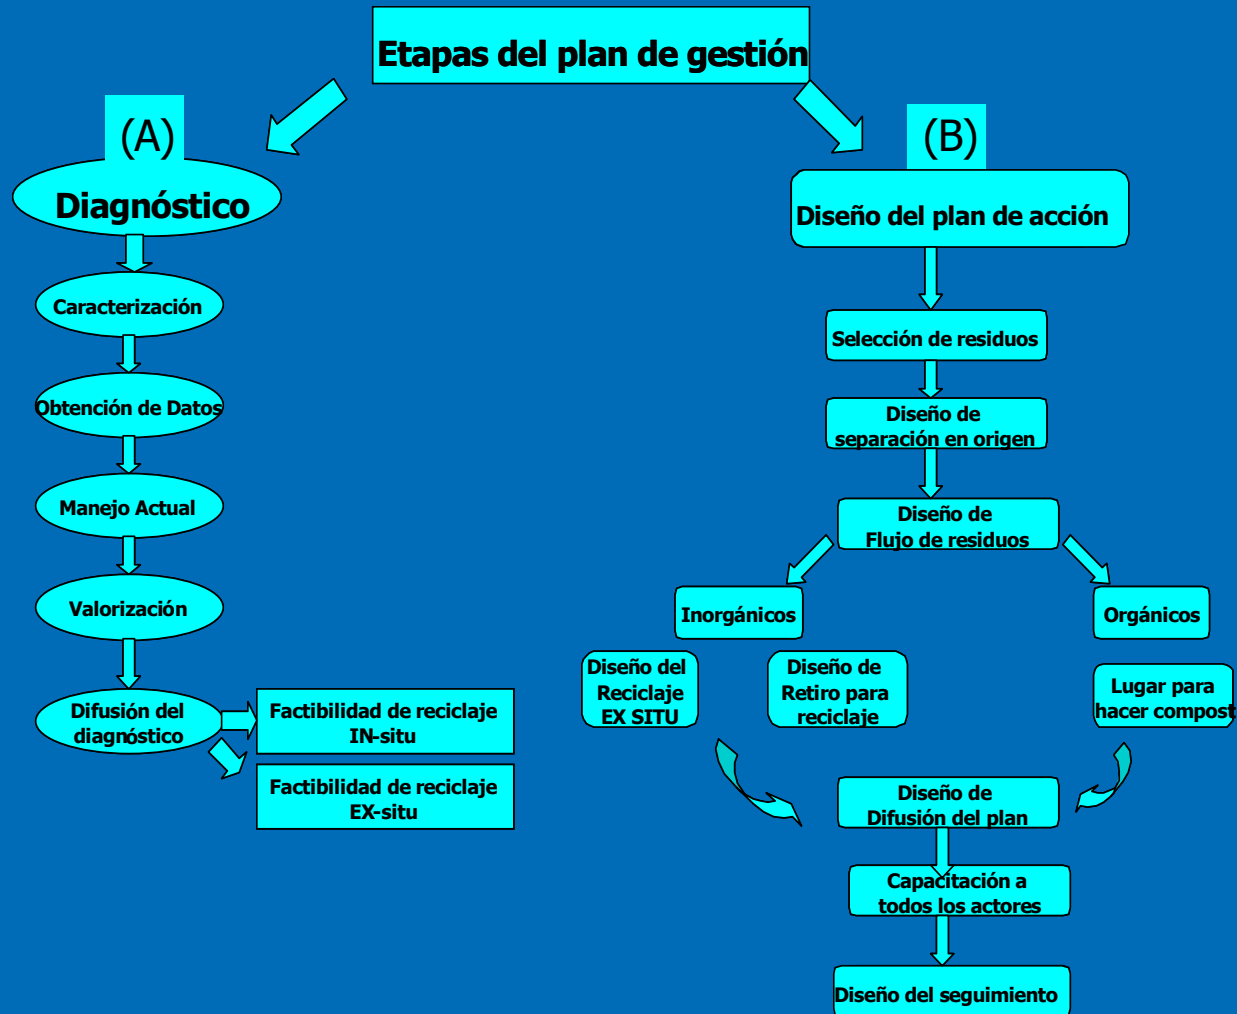 Etapas del plan de gestión
(A)
Diagnóstico
Caracterización
Obtención de Datos
Manejo Actual
Valorización
Difusión del
diagnóstico
Factibilidad de reciclaje
IN-situ
Factibilidad de reciclaje
EX-situ
(B)
Diseño del plan de acción
Selección de residuos
Diseño de
separación en origen
Diseño de
Flujo de residuos
Inorgánicos
Orgánicos
Diseño del
Reciclaje
EX SITU
Diseño de
Retiro para
reciclaje
Lugar para
hacer compost
Diseño de
Difusión del plan
Capacitación a
todos los actores
Diseño del seguimiento